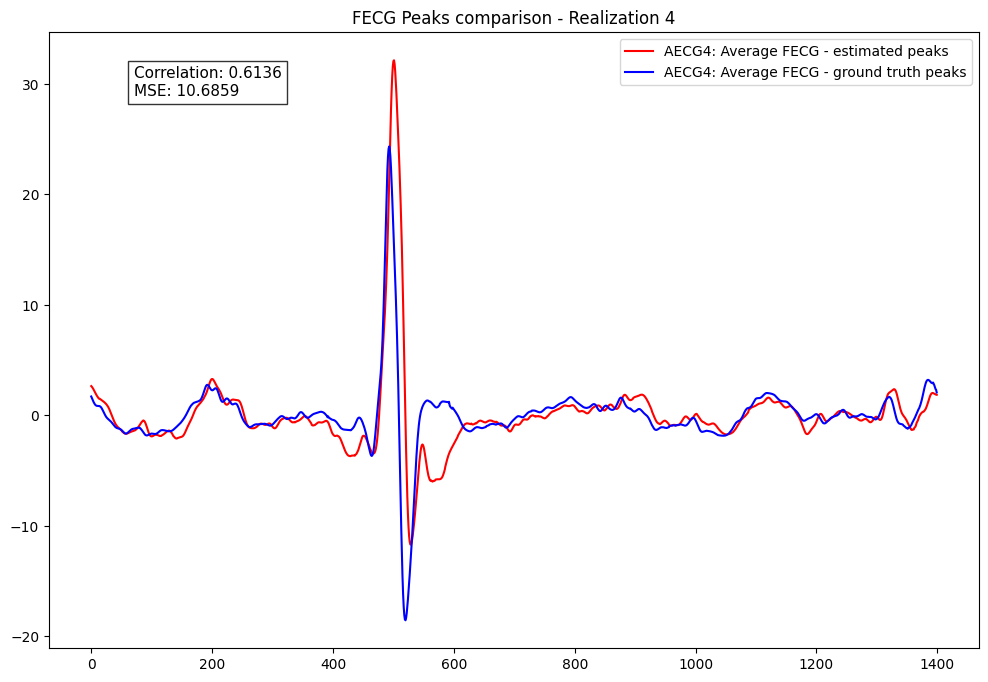 FECG Peaks comparison - Realization 4
AECG4: Average FECG - estimated peaks
AECG4: Average FECG - ground truth peaks
Correlation: 0.6136
MSE: 10.6859
30
20
10
0
−10
−20
0 200 400 600 800 1000 1200 1400